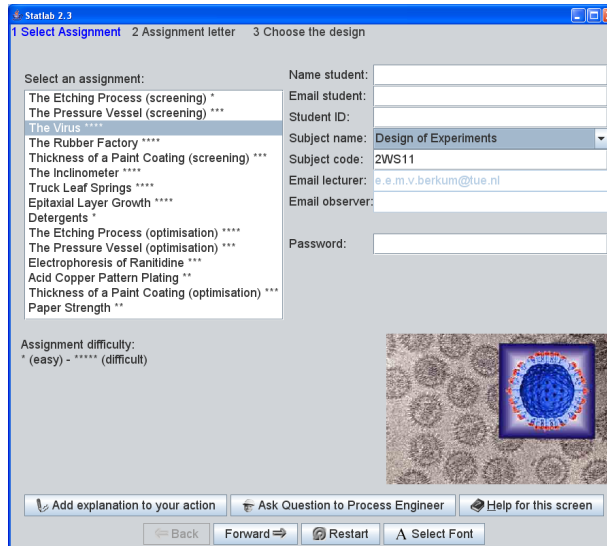 Statlab 2.3
1 Select Assignment 2 Assignment letter 3 Choose the design
Select an assignment:
The Etching Process (screening) *
The Pressure Vessel (screening) ***
The Virus ****
The Rubber Factory ****
Thickness of a Paint Coating (screening) ***
The Inclinometer ****
Truck Leaf Springs ****
Epitaxial Layer Growth ****
Detergents *
The Etching Process (optimisation) ***
The Pressure Vessel (optimisation) ***
Electrophoresis of Ranitidine ***
Acid Copper Pattern Plating **
Thickness of a Paint Coating (optimisation) ***
Paper Strength **
Name student:
Email student:
Student ID:
Subject name: Design of Experiments
Subject code: 2WS11
Email lecturer: e.e.m.v.berkum@tue.nl
Email observer:
Password:
Assignment difficulty:
* (easy) - ***** (difficult)
Add explanation to your action
Ask Question to Process Engineer
Help for this screen
Back
Forward
Restart
A Select Font